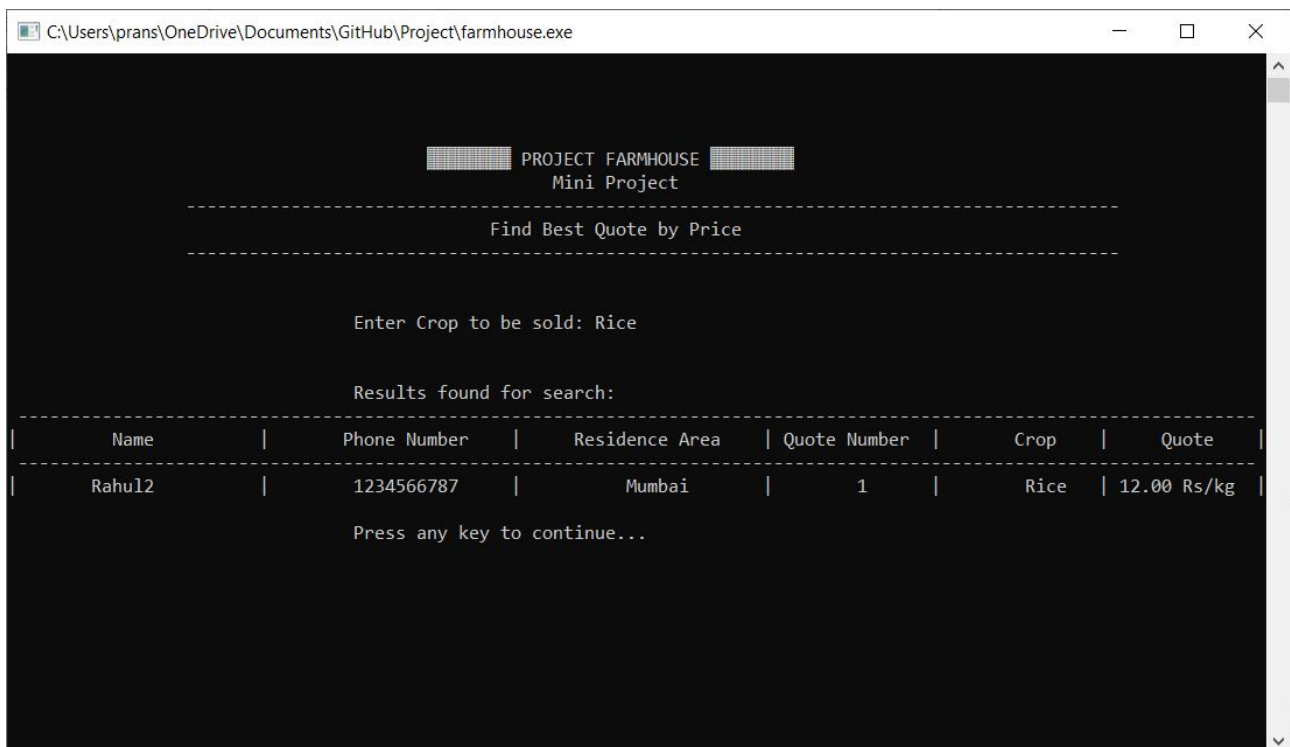 C:\Users\prans\OneDrive\Documents\GitHub\Project\farmhouse.exe
PROJECT FARMHOUSE
Mini Project
Find Best Quote by Price
Enter Crop to be sold: Rice
Results found for search:
| Name | Phone Number | Residence Area | Quote Number | Crop | Quote |
| Rahul2 | 1234566787 | Mumbai | 1 | Rice | 12.00 Rs/kg |
Press any key to continue...